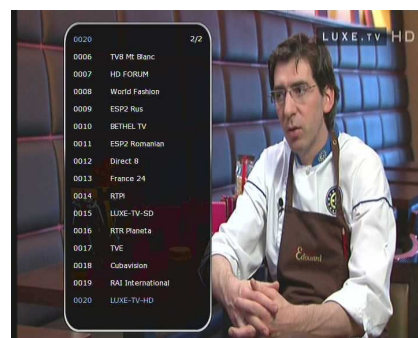 0020 2/2
LUXE.TV HD
0006 TV8 Mt Blanc
0007 HD FORUM
0008 World Fashion
0009 ESP2 Rus
0010 BETHEL TV
0011 ESP2 Romanian
0012 Direct 8
0013 France 24
0014 RTPi
0015 LUXE-TV-SD
0016 RTR Planeta
0017 TVE
0018 Cubavision
0019 RAI International
0020 LUXE-TV-HD
Edouard